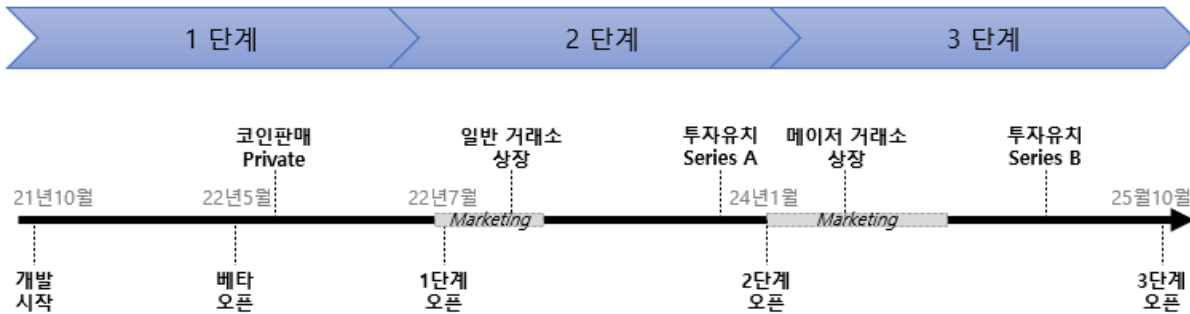 1 단계
2 단계
3 단계
코인판매
Private
일반 거래소
상장
투자유치
Series A
메이저 거래소
상장
투자유치
Series B
21년10월
22년5월
22년7월
24년1월
25월10월
Marketing
Marketing
개발
시작
베타
오픈
1단계
오픈
2단계
오픈
3단계
오픈